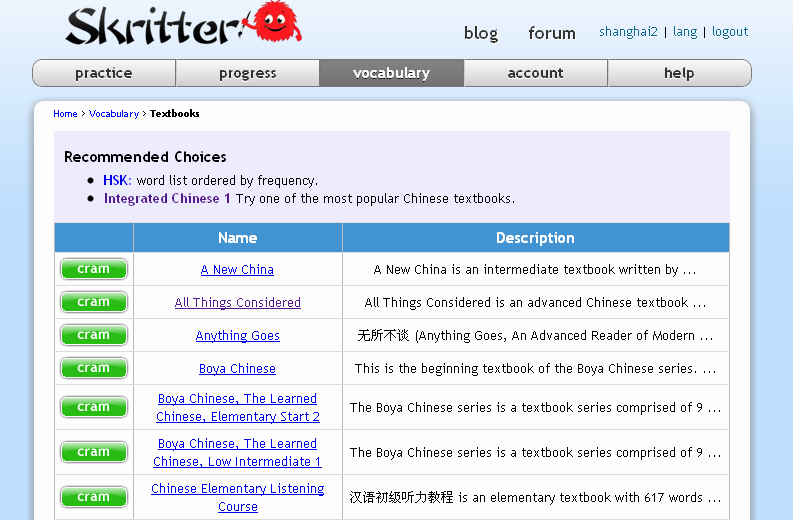 Skritter
blog forum shanghai2 | lang | logout
practice progress vocabulary account help
Home > Vocabulary > Textbooks
Recommended Choices
• HSK: word list ordered by frequency.
• Integrated Chinese 1 Try one of the most popular Chinese textbooks.
Name Description
cram A New China A New China is an intermediate textbook written by ...
cram All Things Considered All Things Considered is an advanced Chinese textbook ...
cram Anything Goes 无所不谈 (Anything Goes, An Advanced Reader of Modern ...
cram Boya Chinese This is the beginning textbook of the Boya Chinese series. ...
cram Boya Chinese, The Learned
Chinese, Elementary Start 2 The Boya Chinese series is a textbook series comprised of 9 ...
cram Boya Chinese, The Learned
Chinese, Low Intermediate 1 The Boya Chinese series is a textbook series comprised of 9 ...
cram Chinese Elementary Listening
Course 汉语初级听力教程 is an elementary textbook with 617 words ...